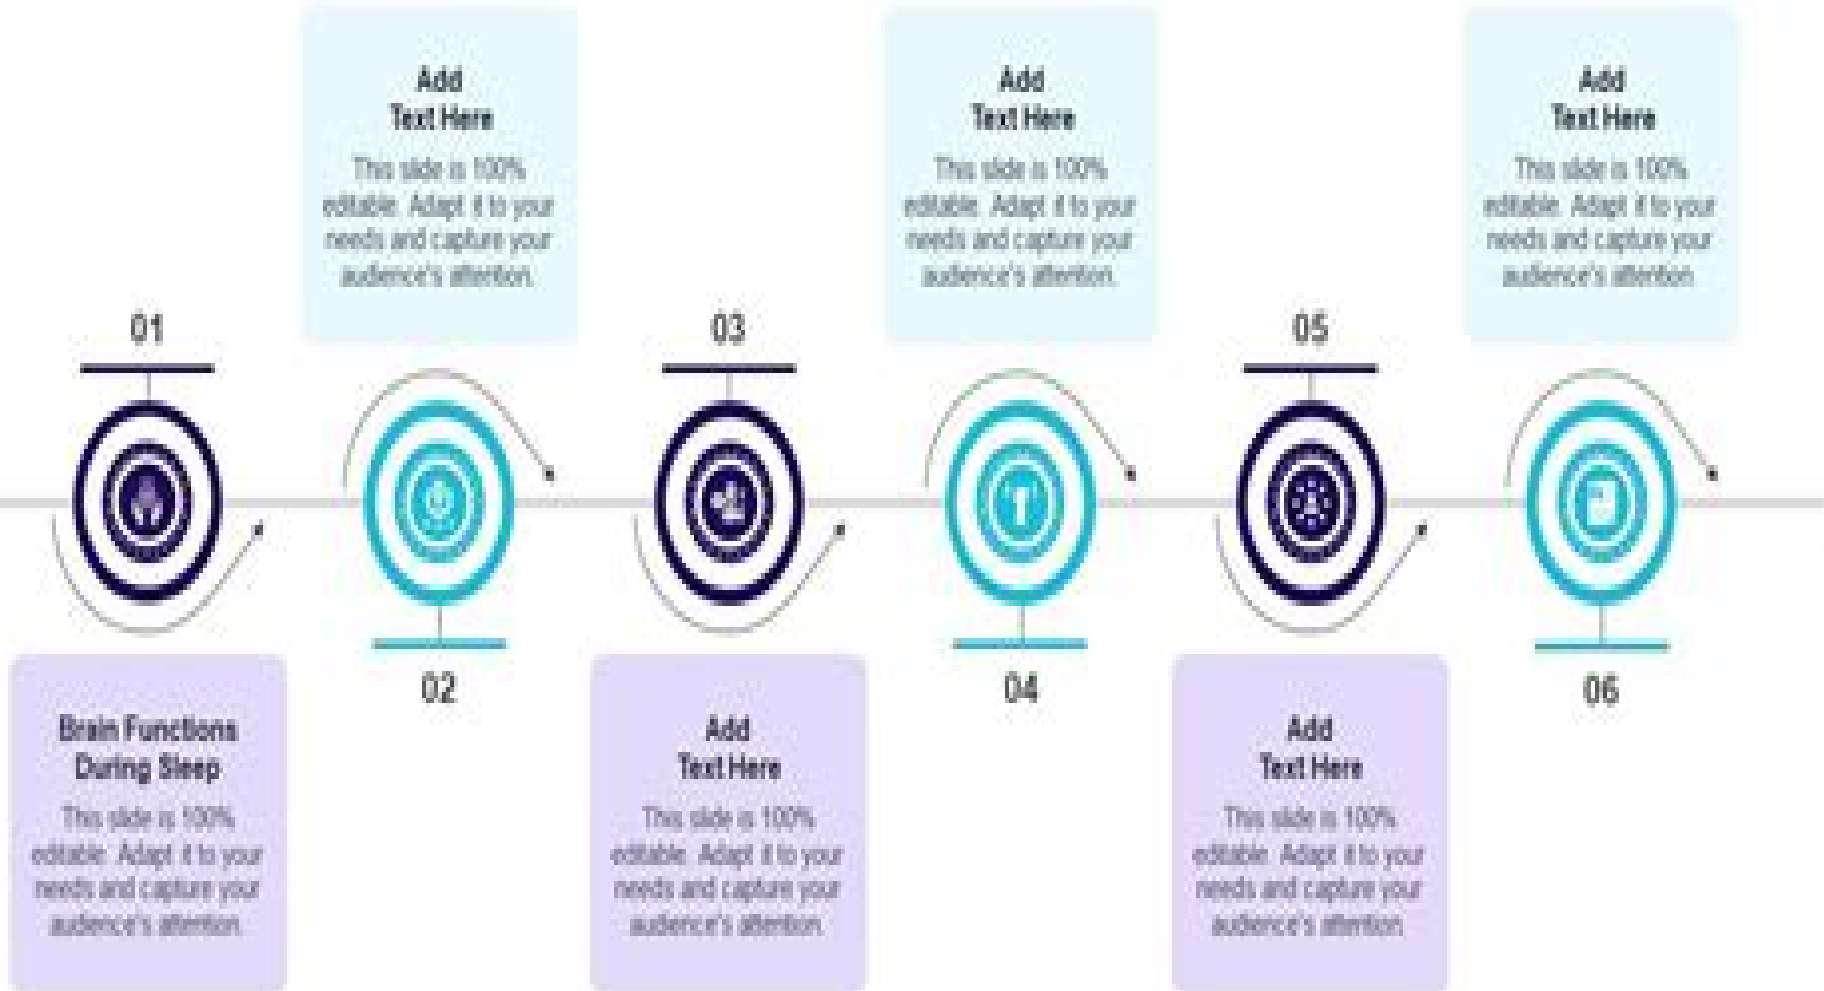 01
Brain Functions
During Sleep
This slide is 100%
editable. Adapt it to your
needs and capture your
audience's attention.
Add
Text Here
This slide is 100%
editable. Adapt it to your
needs and capture your
audience's attention.
02
03
Add
Text Here
This slide is 100%
editable. Adapt it to your
needs and capture your
audience's attention.
Add
Text Here
This slide is 100%
editable. Adapt it to your
needs and capture your
audience's attention.
04
05
Add
Text Here
This slide is 100%
editable. Adapt it to your
needs and capture your
audience's attention.
Add
Text Here
This slide is 100%
editable. Adapt it to your
needs and capture your
audience's attention.
06